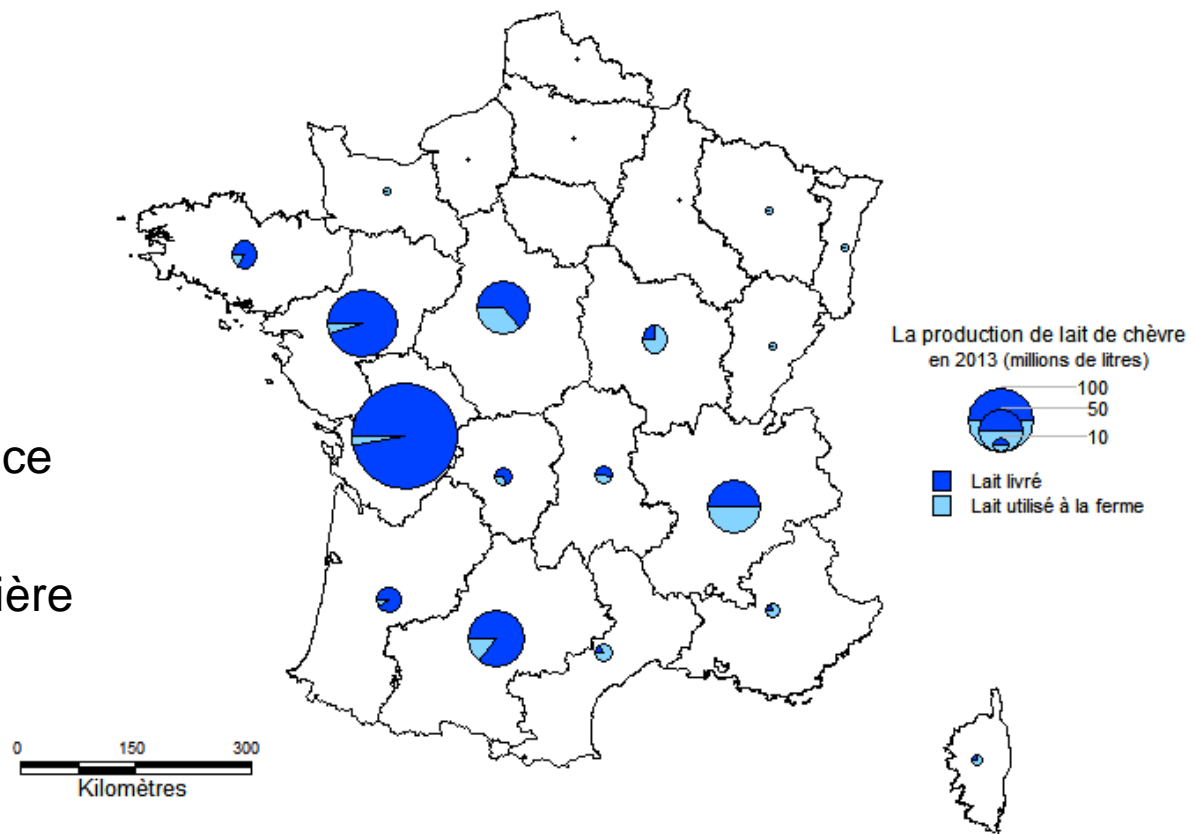 La production de lait de chèvre
en 2013 (millions de litres)
100
50
10
Lait livré
Lait utilisé à la ferme
ce
ière
0 150 300
Kilomètres